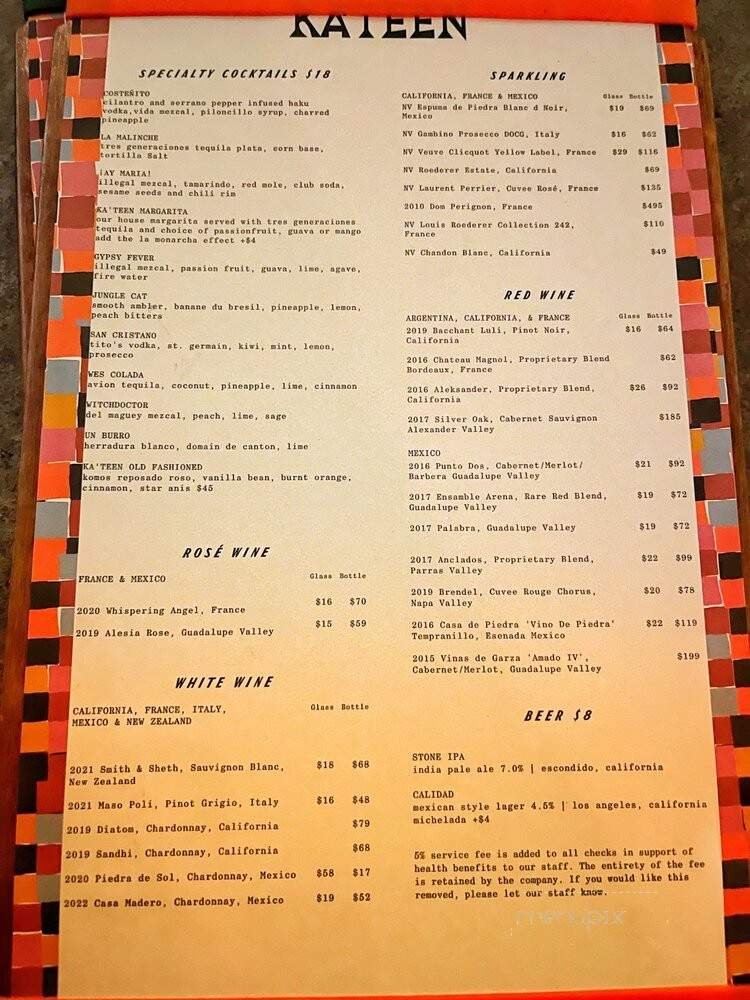 KA'TEEN
SPECIALTY COCKTAILS $18
COSTEÑITO
cilantro and serrano pepper infused haku
vodka,vida mezcal, piloncillo syrup, charred
pineapple
LA MALINCHE
tres generaciones tequila plata, corn base,
tortilla Salt
¡AY MARIA!
illegal mezcal, tamarindo, red mole, club soda,
sesame seeds and chili rim
KA'TEEN MARGARITA
our house margarita served with tres generaciones
tequila and choice of passionfruit, guava or mango
add the la monarcha effect +$4
GYPSY FEVER
illegal mezcal, passion fruit, guava, lime, agave,
fire water
JUNGLE CAT
smooth ambler, banane du bresil, pineapple, lemon,
peach bitters
SAN CRISTANO
tito's vodka, st. germain, kiwi, mint, lemon,
prosecco
WES COLADA
avion tequila, coconut, pineapple, lime, cinnamon
WITCHDOCTOR
del maguey mezcal, peach, lime, sage
UN BURRO
herradura blanco, domain de canton, lime
KA'TEEN OLD FASHIONED
komos reposado roso, vanilla bean, burnt orange,
cinnamon, star anis $45
ROSÉ WINE
FRANCE & MEXICO Glass Bottle
2020 Whispering Angel, France $16 $70
2019 Alesia Rose, Guadalupe Valley $15 $59
WHITE WINE
CALIFORNIA, FRANCE, ITALY, Glass Bottle
MEXICO & NEW ZEALAND
2021 Smith & Sheth, Sauvignon Blanc, $18 $68
New Zealand
2021 Maso Poli, Pinot Grigio, Italy $16 $48
2019 Diatom, Chardonnay, California $79
2019 Sandhi, Chardonnay, California $68
2020 Piedra de Sol, Chardonnay, Mexico $58 $17
2022 Casa Madero, Chardonnay, Mexico $19 $52
SPARKLING
CALIFORNIA, FRANCE & MEXICO Glass Bottle
NV Espuma de Piedra Blanc d Noir, $19 $69
Mexico
NV Gambino Prosecco DOCG, Italy $16 $62
NV Veuve Clicquot Yellow Label, France $29 $116
NV Roederer Estate, California $69
NV Laurent Perrier, Cuvee Rosé, France $135
2010 Dom Perignon, France $495
NV Louis Roederer Collection 242, $110
France
NV Chandon Blanc, California $49
RED WINE
ARGENTINA, CALIFORNIA, & FRANCE Glass Bottle
2019 Bacchant Luli, Pinot Noir, $16 $64
California
2016 Chateau Magnol, Proprietary Blend $62
Bordeaux, France
2016 Aleksander, Proprietary Blend, $26 $92
California
2017 Silver Oak, Cabernet Sauvignon $185
Alexander Valley
MEXICO
2016 Punto Dos, Cabernet/Merlot/ $21 $92
Barbera Guadalupe Valley
2017 Ensamble Arena, Rare Red Blend, $19 $72
Guadalupe Valley
2017 Palabra, Guadalupe Valley $19 $72
2017 Anclados, Proprietary Blend, $22 $99
Parras Valley
2019 Brendel, Cuvee Rouge Chorus, $20 $78
Napa Valley
2016 Casa de Piedra 'Vino De Piedra' $22 $119
Tempranillo, Esenada Mexico
2015 Vinas de Garza 'Amado IV', $199
Cabernet/Merlot, Guadalupe Valley
BEER $8
STONE IPA
india pale ale 7.0% | escondido, california
CALIDAD
mexican style lager 4.5% | los angeles, california
michelada +$4
5% service fee is added to all checks in support of
health benefits to our staff. The entirety of the fee
is retained by the company. If you would like this
removed, please let our staff know.
menupix